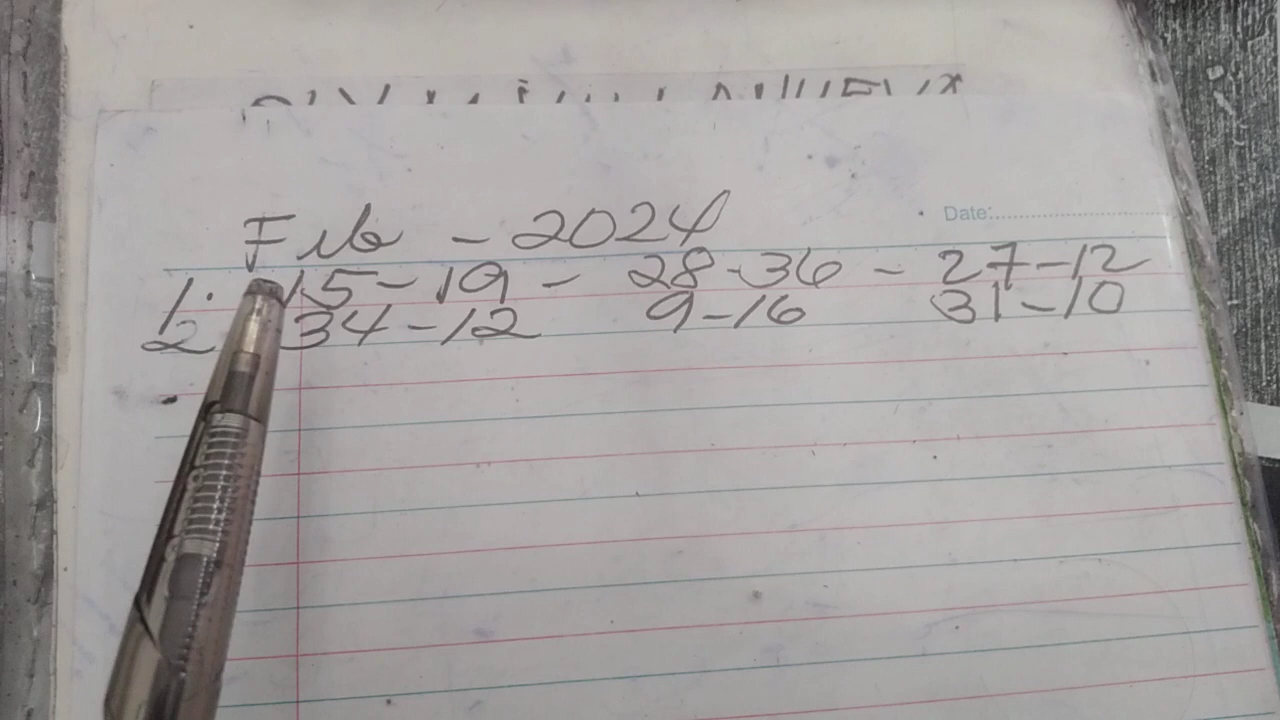 Date:
Feb - 2024
1. 15-19 - 28-36 - 27-12
2 34-12 9-16 31-10